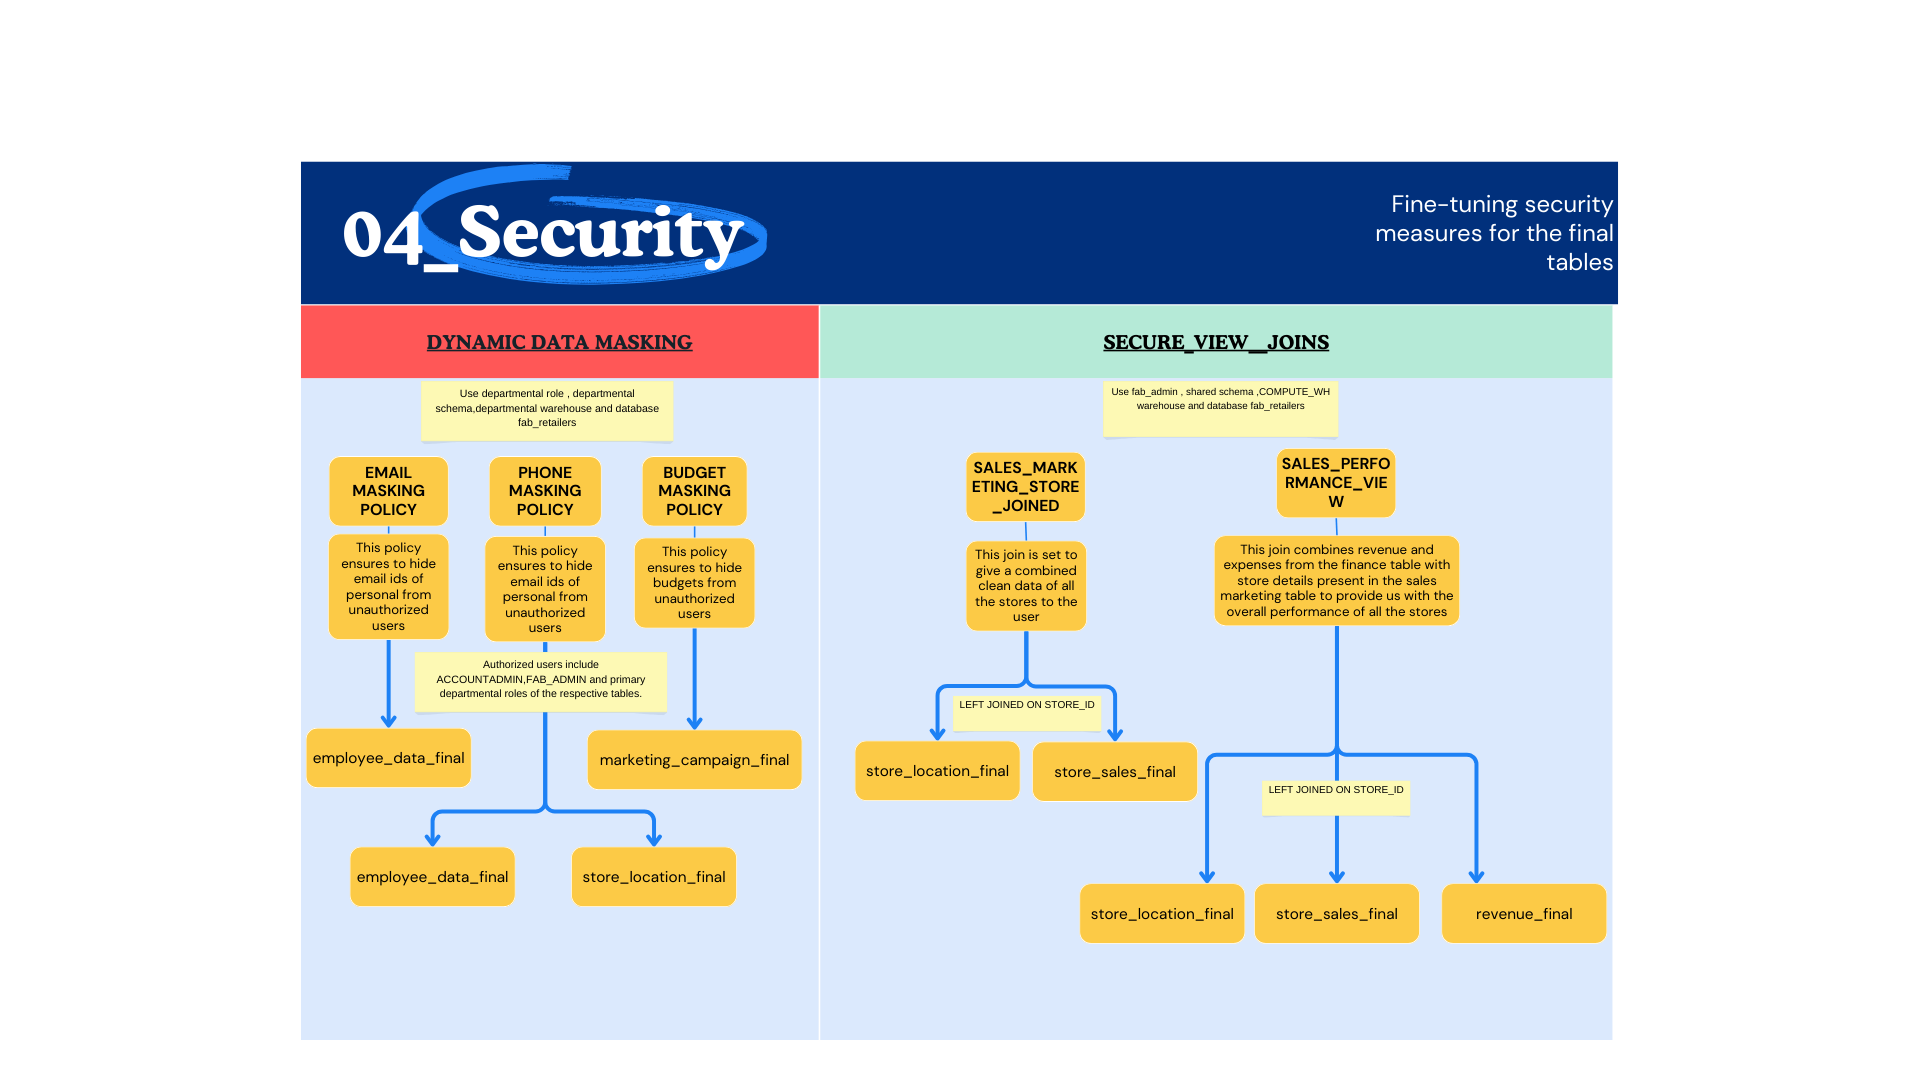 04_Security
Fine-tuning security
measures for the final
tables
DYNAMIC DATA MASKING
Use departmental role , departmental
schema,departmental warehouse and database
fab_retailers
EMAIL
MASKING
POLICY
PHONE
MASKING
POLICY
BUDGET
MASKING
POLICY
This policy
ensures to hide
email ids of
personal from
unauthorized
users
This policy
ensures to hide
email ids of
personal from
unauthorized
users
This policy
ensures to hide
budgets from
unauthorized
users
Authorized users include
ACCOUNTADMIN,FAB_ADMIN and primary
departmental roles of the respective tables.
employee_data_final
marketing_campaign_final
employee_data_final
store_location_final
SECURE_VIEW__JOINS
Use fab_admin , shared schema ,COMPUTE_WH
warehouse and database fab_retailers
SALES_MARK
ETING_STORE
_JOINED
This join is set to
give a combined
clean data of all
the stores to the
user
LEFT JOINED ON STORE_ID
store_location_final
store_sales_final
SALES_PERFO
RMANCE_VIE
W
This join combines revenue and
expenses from the finance table with
store details present in the sales
marketing table to provide us with the
overall performance of all the stores
LEFT JOINED ON STORE_ID
store_location_final
store_sales_final
revenue_final